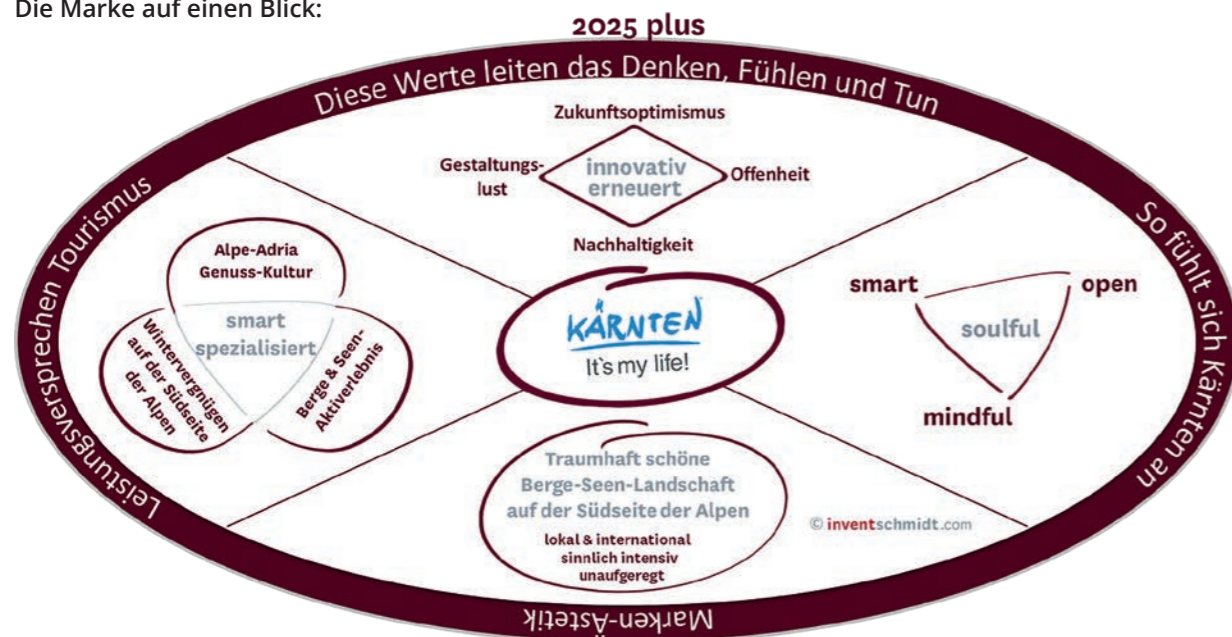 Die Marke auf einen Blick:
2025 plus
Diese Werte leiten das Denken, Fühlen und Tun
Zukunftsoptimismus
Gestaltungs-
lust
innovativ
erneuert
Offenheit
Nachhaltigkeit
Leistungsversprechen Tourismus
Alpe-Adria
Genuss-Kultur
smart
spezialisiert
Wintervergnügen
auf der Südseite
der Alpen
Berge & Seen-
Aktiverlebnis
KÄRNTEN
It`s my life!
So fühlt sich Kärnten an
smart
open
soulful
mindful
Traumhaft schöne
Berge-Seen-Landschaft
auf der Südseite der Alpen
lokal & international
sinnlich intensiv
unaufgeregt
© inventschmidt.com
Marken-Ästetik